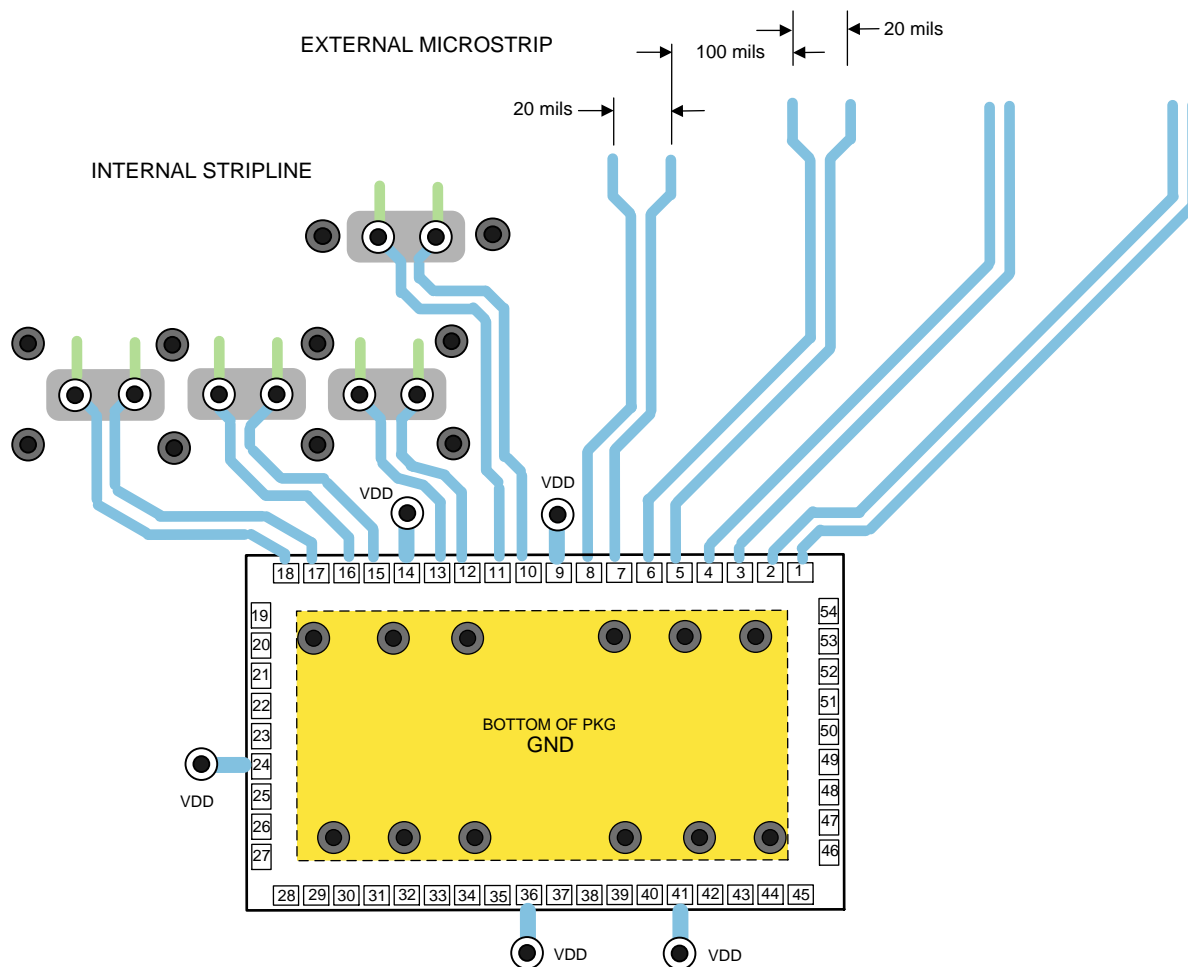 EXTERNAL MICROSTRIP
20 mils
100 mils
20 mils
INTERNAL STRIPLINE
VDD
VDD
18 17 16 15 14 13 12 11 10 9 8 7 6 5 4 3 2 1
19
20
21
22
23
24
25
26
27
54
53
52
51
50
49
48
47
46
BOTTOM OF PKG
GND
VDD
28 29 30 31 32 33 34 35 36 37 38 39 40 41 42 43 44 45
VDD
VDD